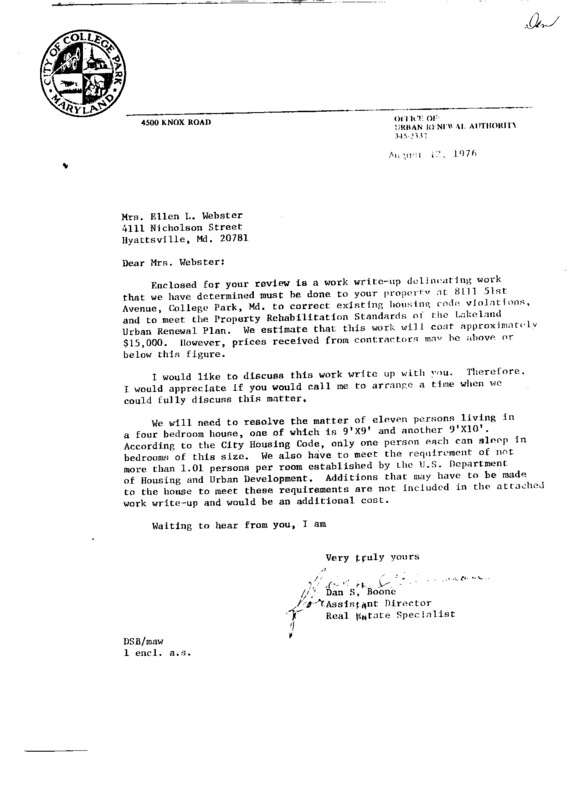 Dan
CITY OF COLLEGE PARK
MARYLAND
4500 KNOX ROAD
OFFICE OF
URBAN RENEWAL AUTHORITY
345-2337
August 17, 1976
Mrs. Ellen L. Webster
4111 Nicholson Street
Hyattsville, Md. 20781
Dear Mrs. Webster:
Enclosed for your review is a work write-up delineating work
that we have determined must be done to your property at 8111 51st
Avenue, College Park, Md. to correct existing housing code violations,
and to meet the Property Rehabilitation Standards of the Lakeland
Urban Renewal Plan. We estimate that this work will cost approximately
$15,000. However, prices received from contractors may be above or
below this figure.
I would like to discuss this work write up with you. Therefore,
I would appreciate if you would call me to arrange a time when we
could fully discuss this matter.
We will need to resolve the matter of eleven persons living in
a four bedroom house, one of which is 9'X9' and another 9'X10'.
According to the City Housing Code, only one person each can sleep in
bedrooms of this size. We also have to meet the requirement of not
more than 1.01 persons per room established by the U.S. Department
of Housing and Urban Development. Additions that may have to be made
to the house to meet these requirements are not included in the attached
work write-up and would be an additional cost.
Waiting to hear from you, I am
Very truly yours
Dan S. Boone
Assistant Director
Real Estate Specialist
DSB/maw
1 encl. a.s.